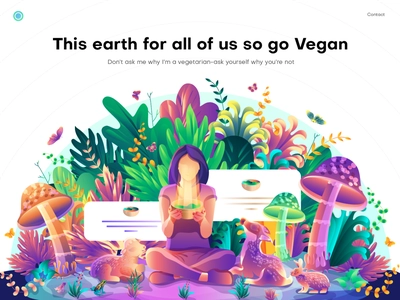 Contact
This earth for all of us so go Vegan
Don't ask me why I'm a vegetarian-ask yourself why you're not